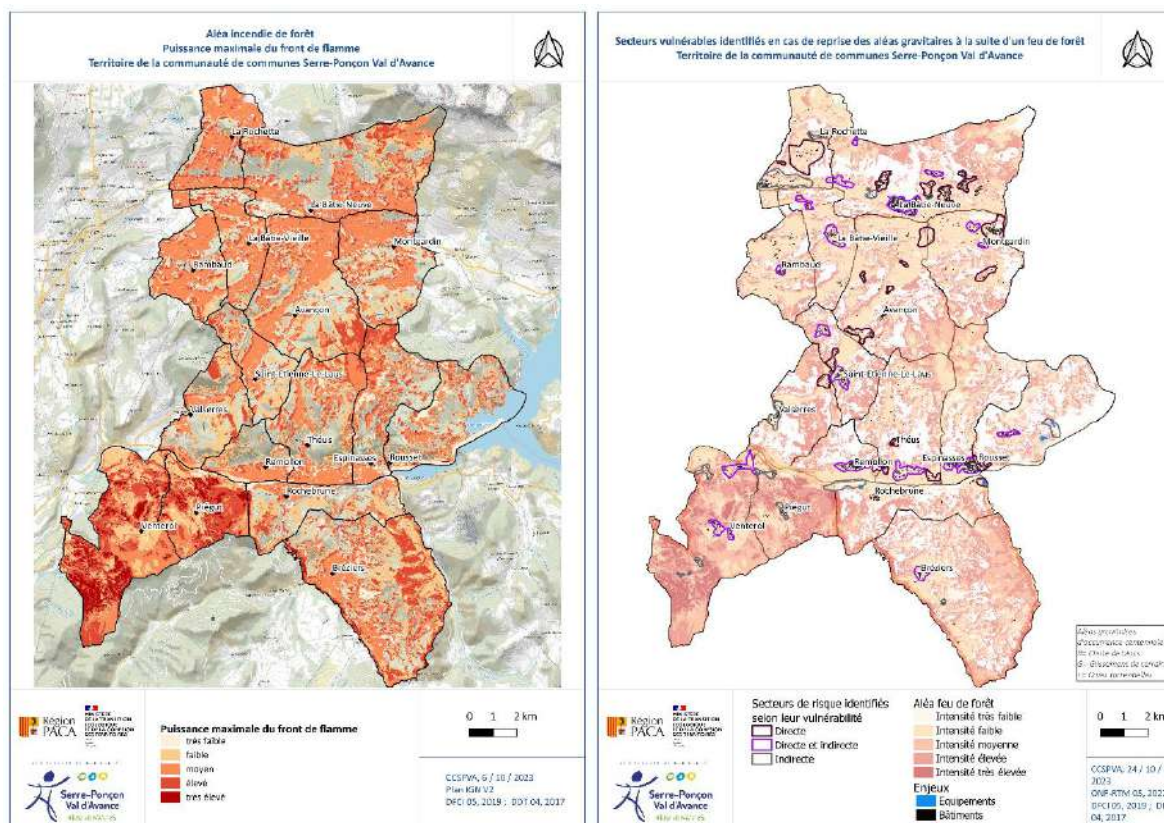 Aléa incendie de forêt
Puissance maximale du front de flamme
Territoire de la communauté de communes Serre-Ponçon Val d'Avance
La Rochette
La Bâtie-Neuve
La Bâtie-Vieille
Montgardin
Rambaud
Avançon
Saint-Etienne-Le-Laus
Valserres
Théus
Remollon
Espinasses
Rousset
Rochebrune
Piégut
Venterol
Bréziers
Région
PACA
Serre-Ponçon
Val d'Avance
Puissance maximale du front de flamme
très faible
faible
moyen
élevé
très élevé
0 1 2 km
CCSPVA, 6 / 10 / 2023
Plan IGN V2
DFCI 05, 2019 ; DDT 04, 2017
Secteurs vulnérables identifiés en cas de reprise des aléas gravitaires à la suite d'un feu de forêt
Territoire de la communauté de communes Serre-Ponçon Val d'Avance
La Rochette
La Bâtie-Neuve
La Bâtie-Vieille
Montgardin
Rambaud
Avançon
Saint-Etienne-Le-Laus
Valserres
Théus
Remollon
Espinasses
Rousset
Rochebrune
Piégut
Venterol
Bréziers
Aléas gravitaires
d'occurrence centennale
Région
PACA
Serre-Ponçon
Val d'Avance
Secteurs de risque identifiés
selon leur vulnérabilité
Directe
Directe et indirecte
Indirecte
Aléa feu de forêt
Intensité très faible
Intensité faible
Intensité moyenne
Intensité élevée
Intensité très élevée
Enjeux
Equipements
Bâtiments
0 1 2 km
CCSPVA, 24 / 10 /
2023
DFCI 05, 2019 ;
04, 2017